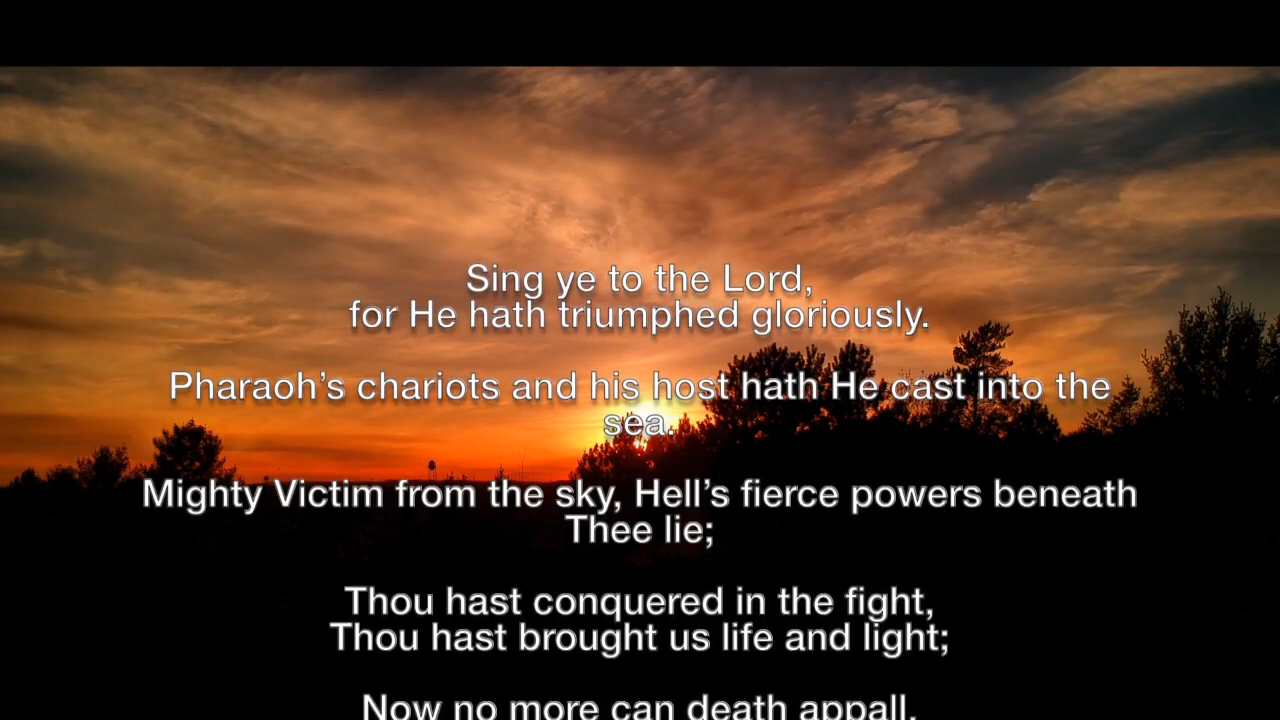 Sing ye to the Lord,
for He hath triumphed gloriously.
Pharaoh’s chariots and his host hath He cast into the
sea.
Mighty Victim from the sky, Hell’s fierce powers beneath
Thee lie;
Thou hast conquered in the fight,
Thou hast brought us life and light;
Now no more can death appall,